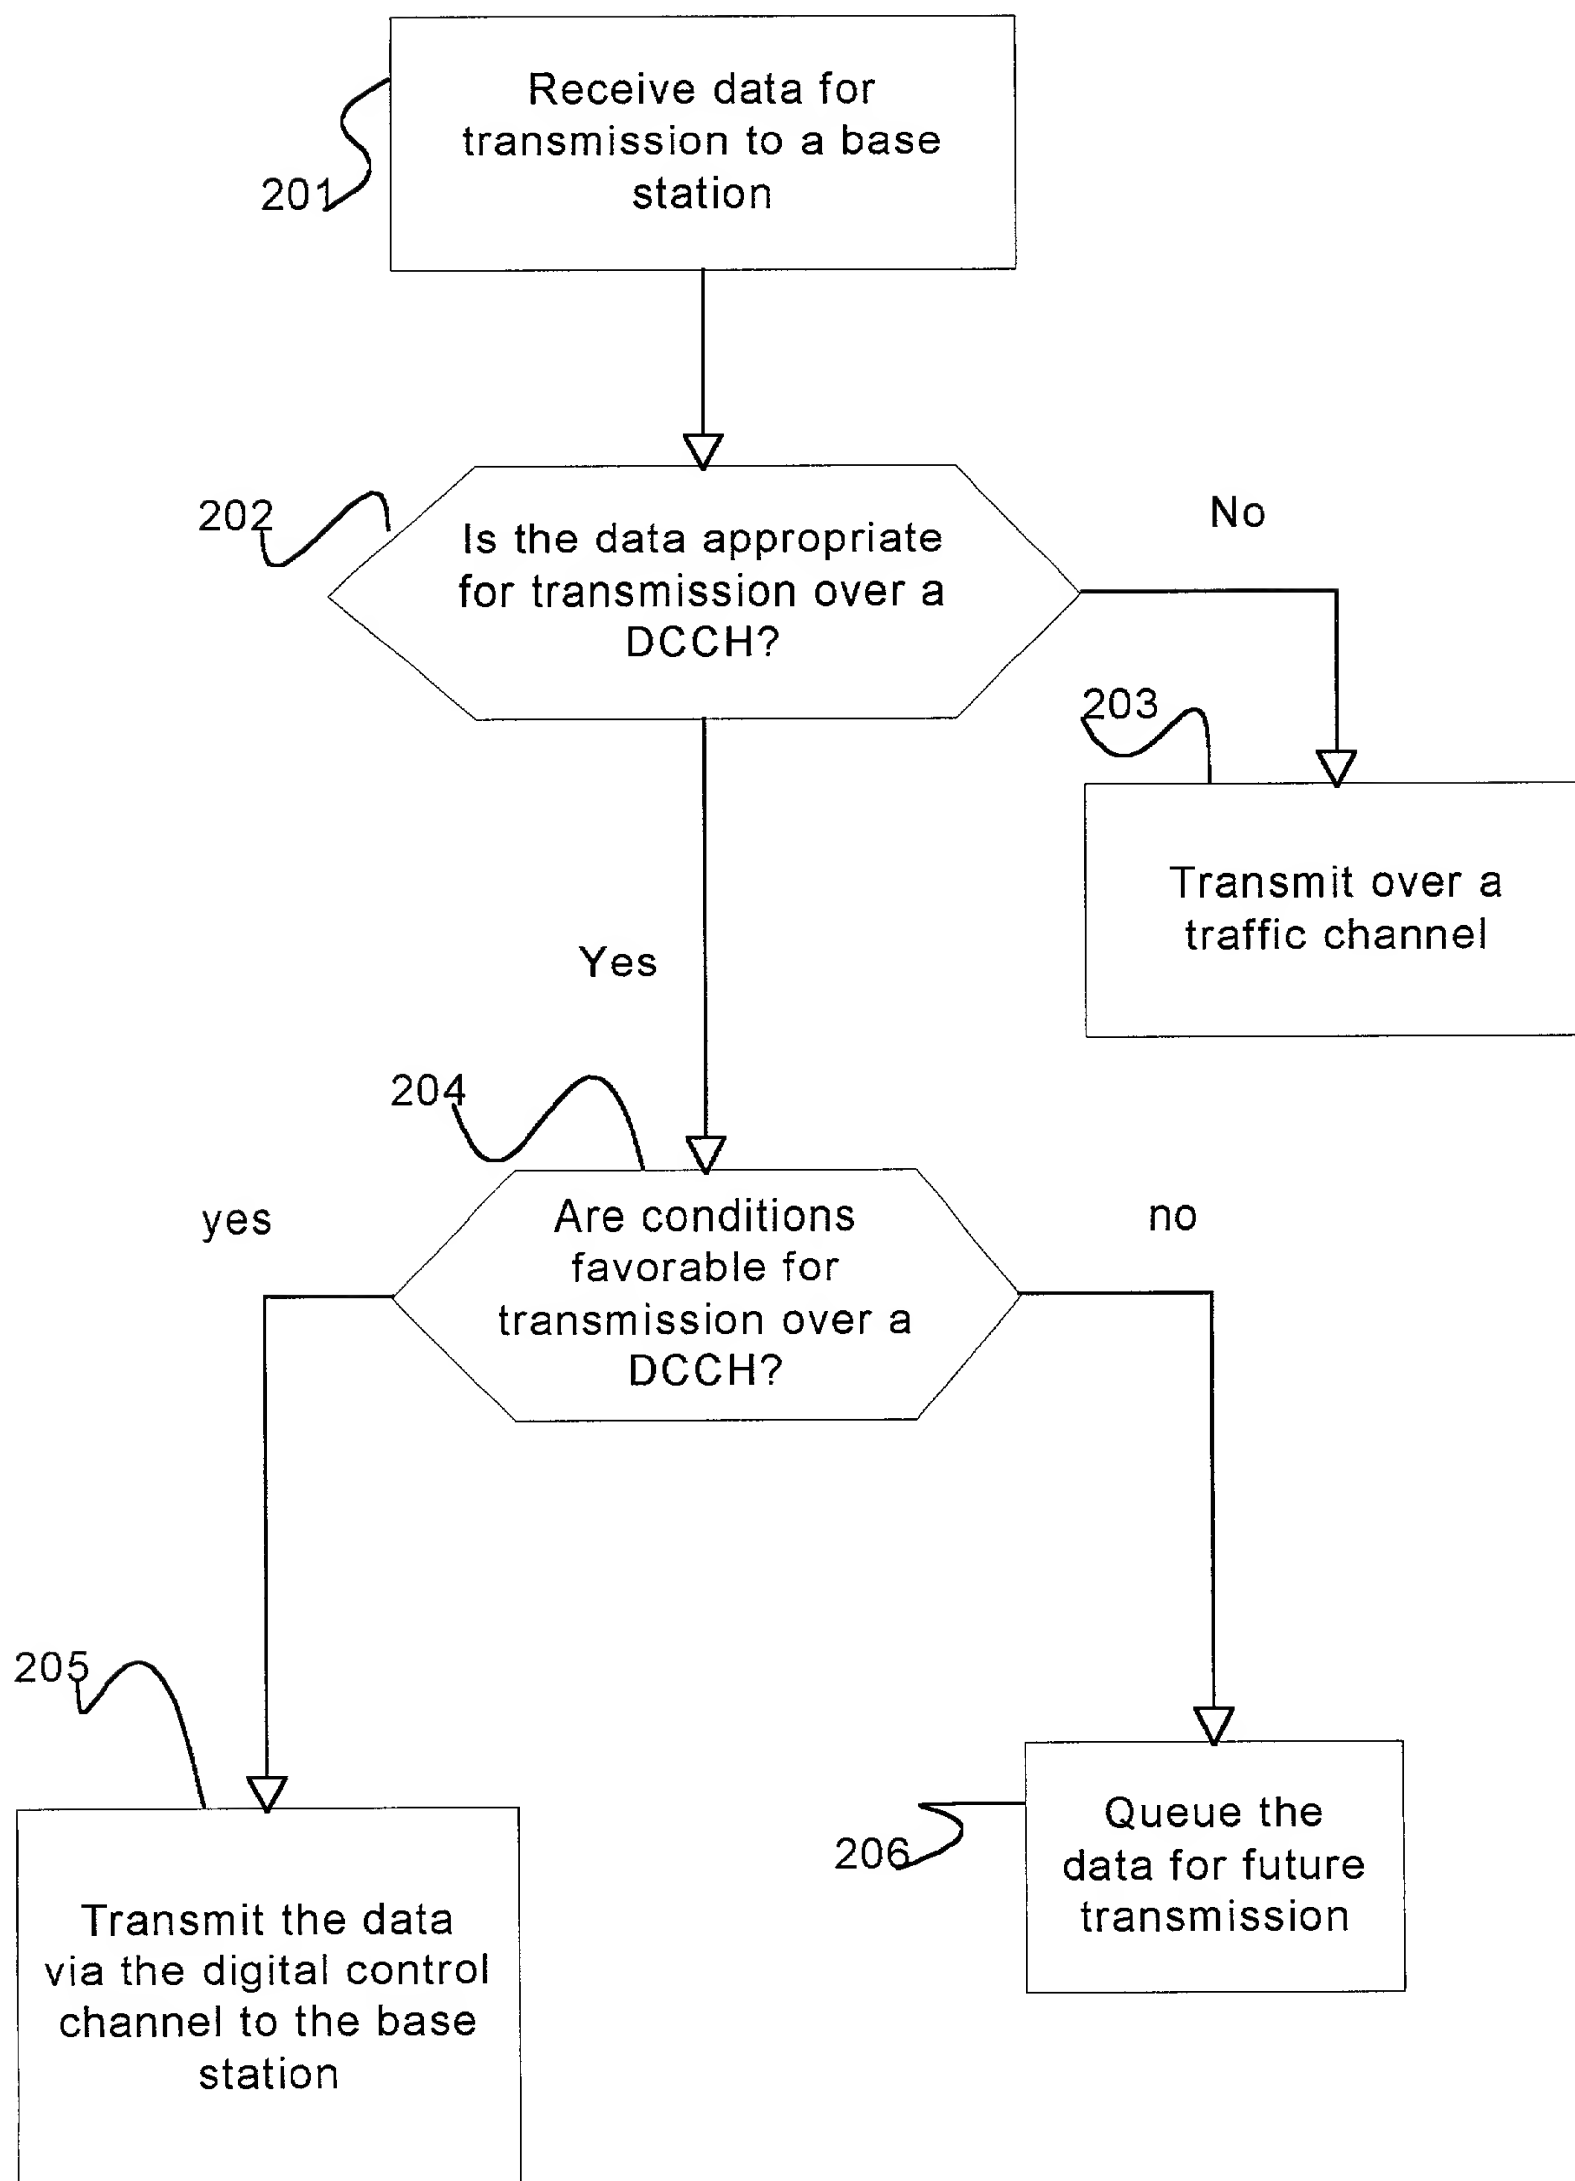 Receive data for
transmission to a base
station
201
202
Is the data appropriate
for transmission over a
DCCH?
No
203
Transmit over a
traffic channel
Yes
204
yes
Are conditions
favorable for
transmission over a
DCCH?
no
205
Transmit the data
via the digital control
channel to the base
station
206
Queue the
data for future
transmission